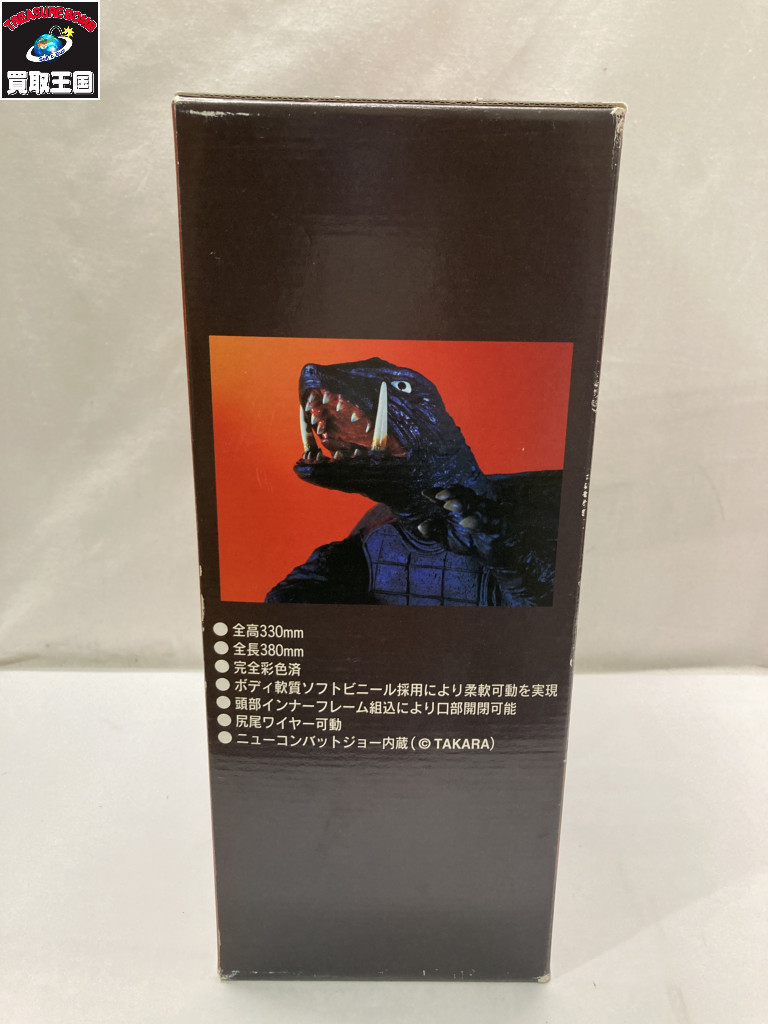 TREASURE BOMB
買取王国
●全高330mm
●全長380mm
●完全彩色済
●ボディ軟質ソフトビニール採用により柔軟可動を実現
●頭部インナーフレーム組込により口部開閉可能
●尻尾ワイヤー可動
●ニューコンバットジョー内蔵(©TAKARA)